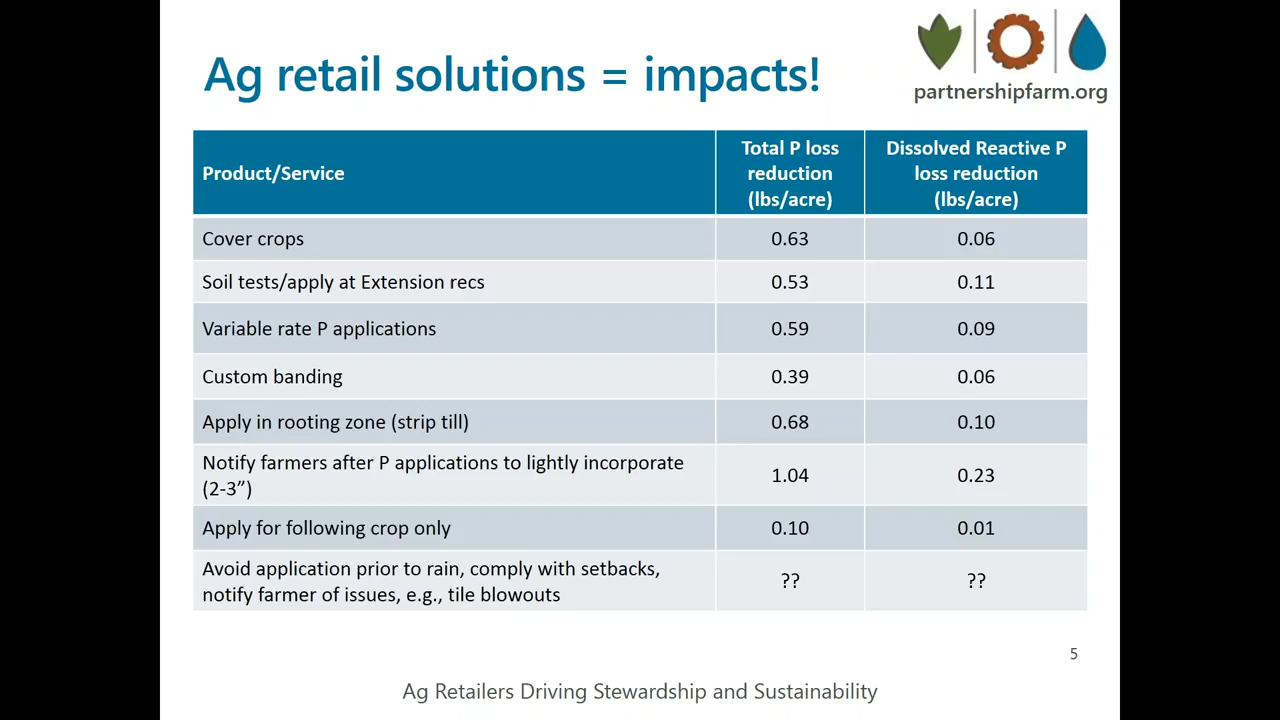 Ag retail solutions = impacts!
partnershipfarm.org
Product/Service
Total P loss
reduction
(lbs/acre)
Dissolved Reactive P
loss reduction
(lbs/acre)
Cover crops
0.63
0.06
Soil tests/apply at Extension recs
0.53
0.11
Variable rate P applications
0.59
0.09
Custom banding
0.39
0.06
Apply in rooting zone (strip till)
0.68
0.10
Notify farmers after P applications to lightly incorporate
(2-3”)
1.04
0.23
Apply for following crop only
0.10
0.01
Avoid application prior to rain, comply with setbacks,
notify farmer of issues, e.g., tile blowouts
??
??
5
Ag Retailers Driving Stewardship and Sustainability